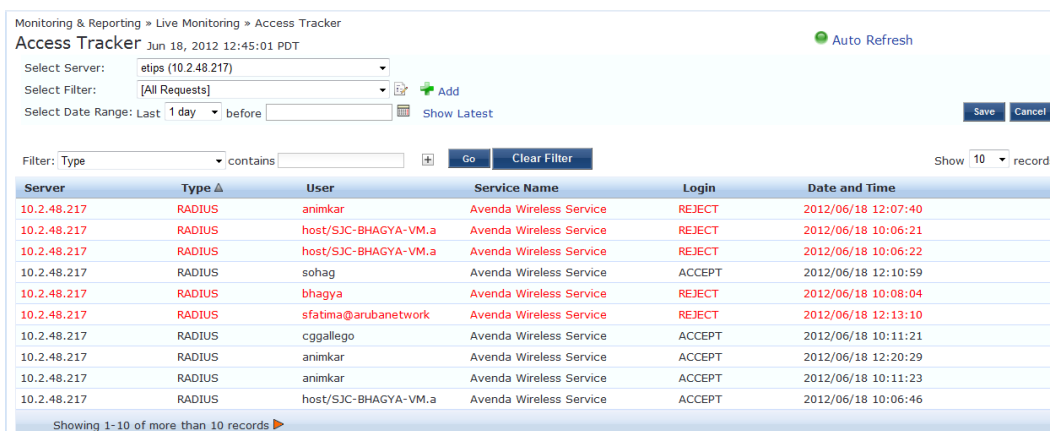 Monitoring & Reporting » Live Monitoring » Access Tracker
Access Tracker Jun 18, 2012 12:45:01 PDT
Auto Refresh
Select Server: etips (10.2.48.217)
Select Filter: [All Requests] Add
Select Date Range: Last 1 day before Show Latest
Save Cancel
Filter: Type contains Go Clear Filter Show 10 record
Server Type User Service Name Login Date and Time
10.2.48.217 RADIUS animkar Avenda Wireless Service REJECT 2012/06/18 12:07:40
10.2.48.217 RADIUS host/SJC-BHAGYA-VM.a Avenda Wireless Service REJECT 2012/06/18 10:06:21
10.2.48.217 RADIUS host/SJC-BHAGYA-VM.a Avenda Wireless Service REJECT 2012/06/18 10:06:22
10.2.48.217 RADIUS sohag Avenda Wireless Service ACCEPT 2012/06/18 12:10:59
10.2.48.217 RADIUS bhagya Avenda Wireless Service REJECT 2012/06/18 10:08:04
10.2.48.217 RADIUS sfatima@arubanetwork Avenda Wireless Service REJECT 2012/06/18 12:13:10
10.2.48.217 RADIUS cggallego Avenda Wireless Service ACCEPT 2012/06/18 10:11:21
10.2.48.217 RADIUS animkar Avenda Wireless Service ACCEPT 2012/06/18 12:20:29
10.2.48.217 RADIUS animkar Avenda Wireless Service ACCEPT 2012/06/18 10:11:23
10.2.48.217 RADIUS host/SJC-BHAGYA-VM.a Avenda Wireless Service ACCEPT 2012/06/18 10:06:46
Showing 1-10 of more than 10 records